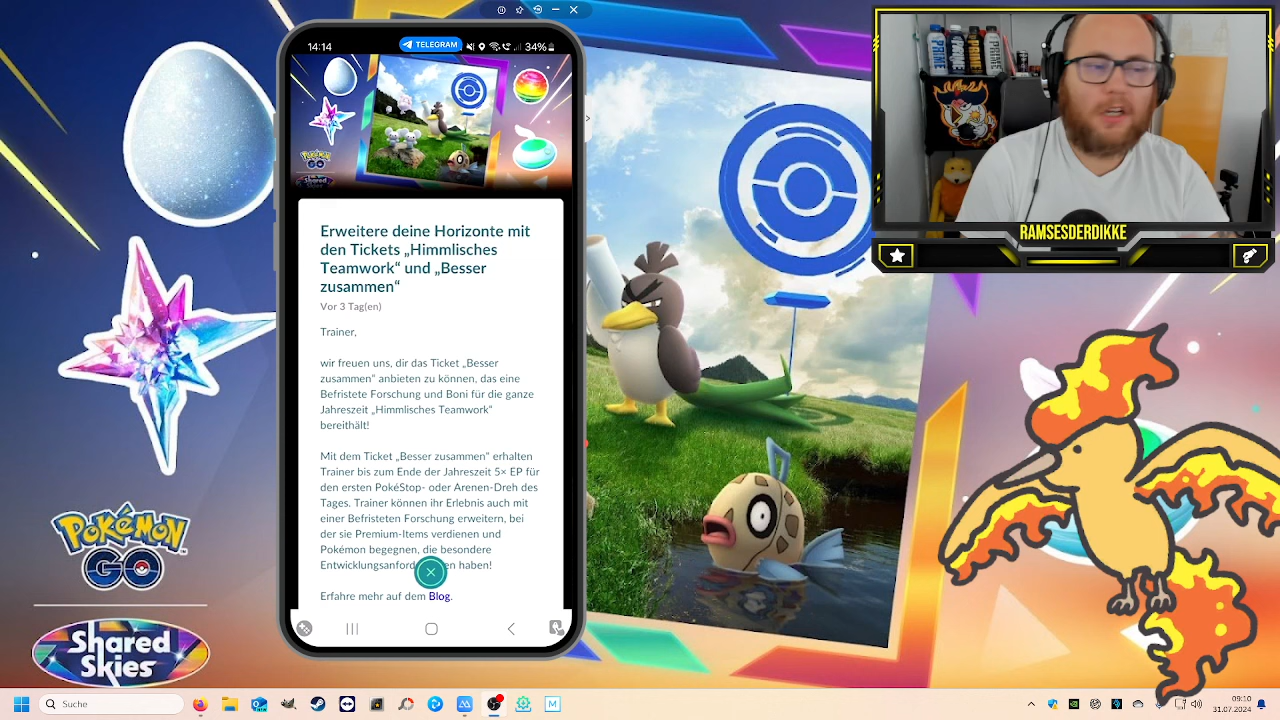 14:14
TELEGRAM
34%
POKÉMON
GO
Shared
Skies
Erweitere deine Horizonte mit
den Tickets „Himmlisches
Teamwork“ und „Besser
zusammen“
Vor 3 Tag(en)
Trainer,
wir freuen uns, dir das Ticket „Besser
zusammen“ anbieten zu können, das eine
Befristete Forschung und Boni für die ganze
Jahreszeit „Himmlisches Teamwork“
bereithält!
Mit dem Ticket „Besser zusammen“ erhalten
Trainer bis zum Ende der Jahreszeit 5× EP für
den ersten PokéStop- oder Arenen-Dreh des
Tages. Trainer können ihr Erlebnis auch mit
einer Befristeten Forschung erweitern, bei
der sie Premium-Items verdienen und
Pokémon begegnen, die besondere
haben!
Erfahre mehr auf dem Blog.
RAMSESDERDIKKE
POKÉMON
GO
Shared
Skies
Suche
09:10
31.07.2024